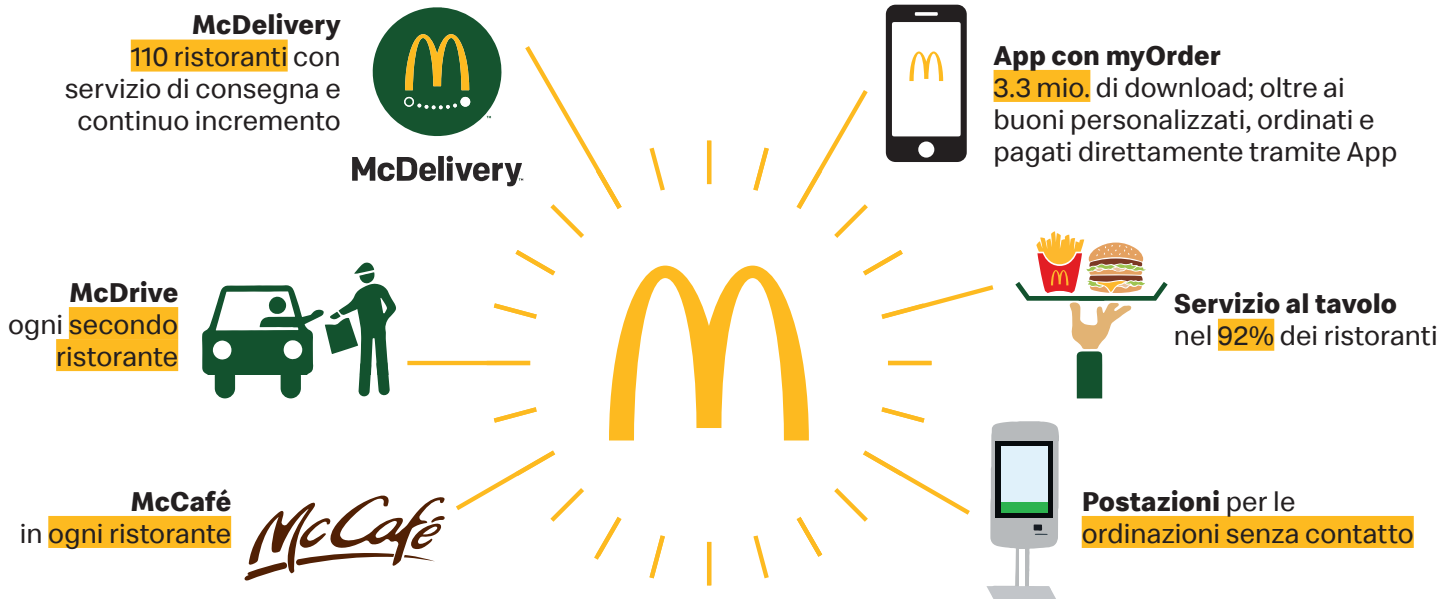 McDelivery
110 ristoranti con
servizio di consegna e
continuo incremento
McDelivery
App con myOrder
3.3 mio. di download; oltre ai
buoni personalizzati, ordinati e
pagati direttamente tramite App
McDrive
ogni secondo
ristorante
Servizio al tavolo
nel 92% dei ristoranti
McCafé
in ogni ristorante
McCafé
Postazioni per le
ordinazioni senza contatto